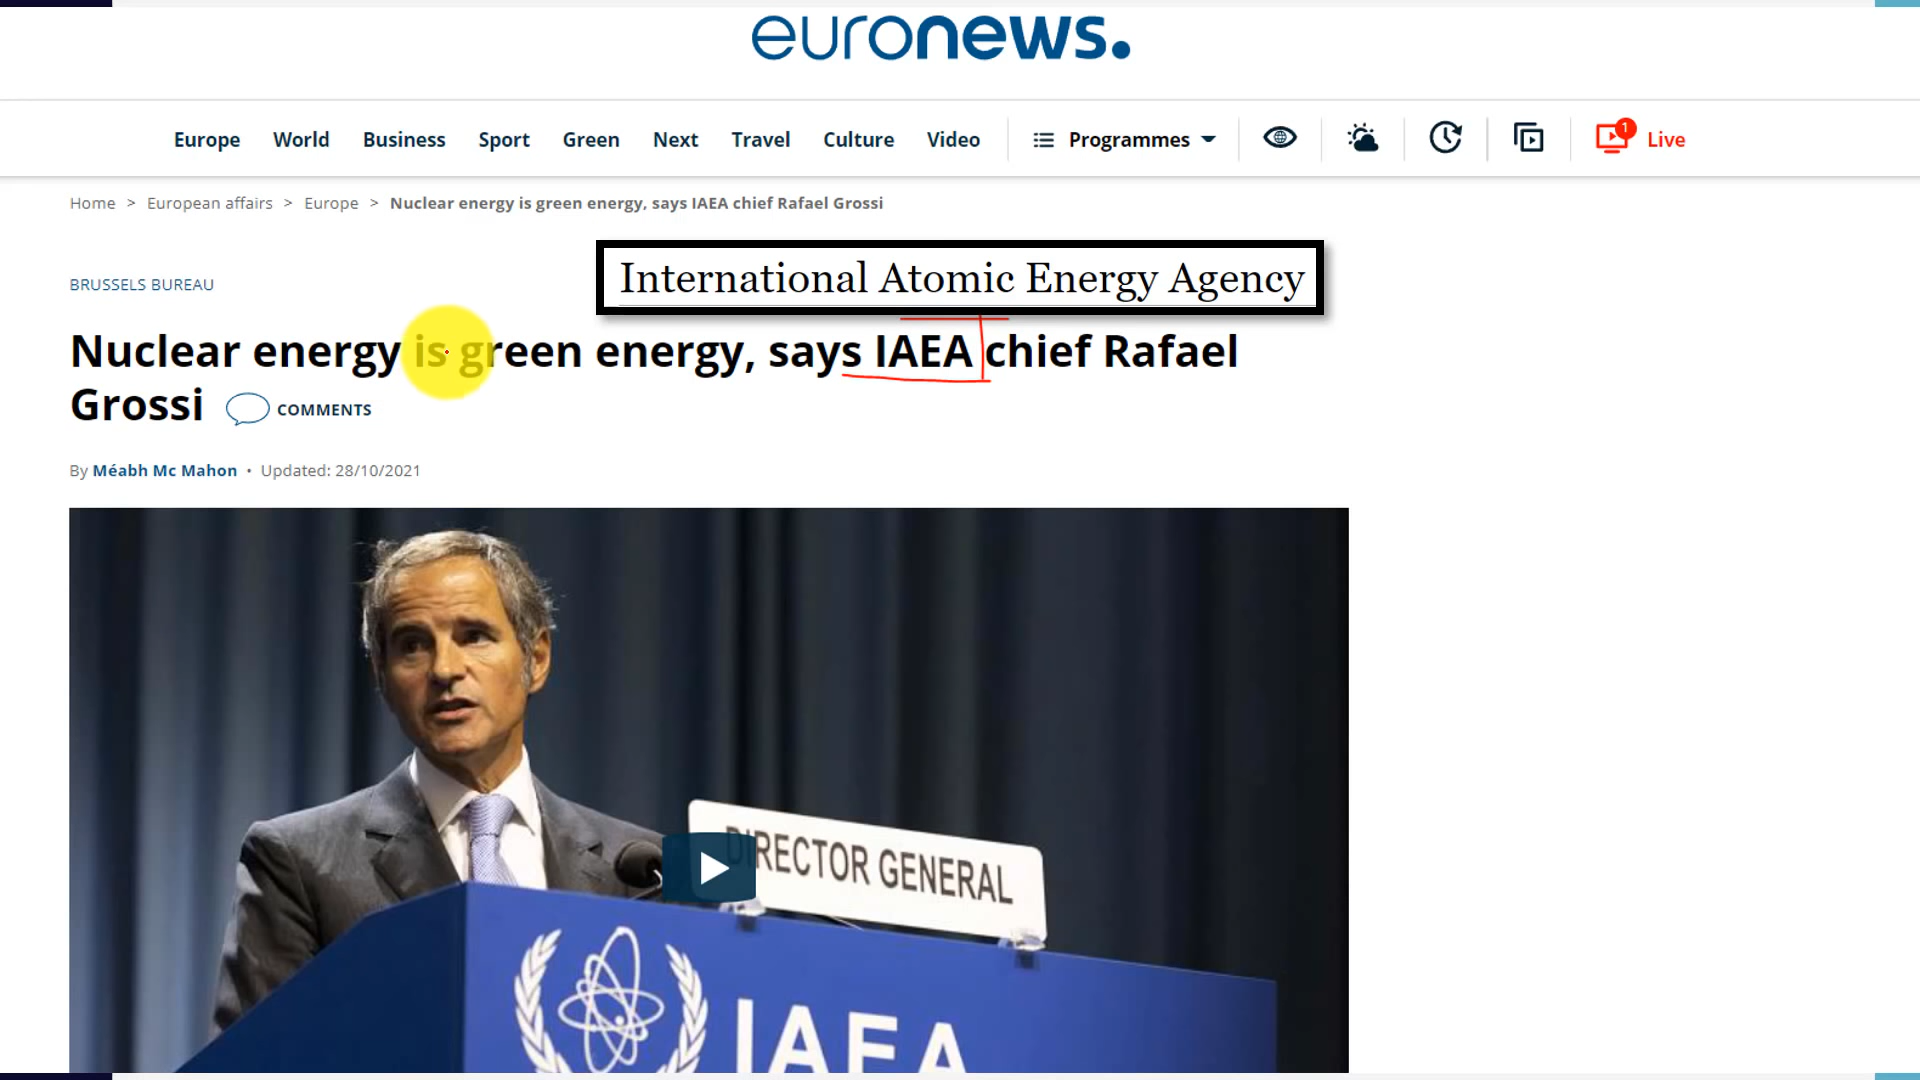 euronews.
Europe World Business Sport Green Next Travel Culture Video Programmes 1 Live
Home > European affairs > Europe > Nuclear energy is green energy, says IAEA chief Rafael Grossi
International Atomic Energy Agency
BRUSSELS BUREAU
Nuclear energy is green energy, says IAEA chief Rafael
Grossi COMMENTS
By Méabh Mc Mahon • Updated: 28/10/2021
DIRECTOR GENERAL
IAEA